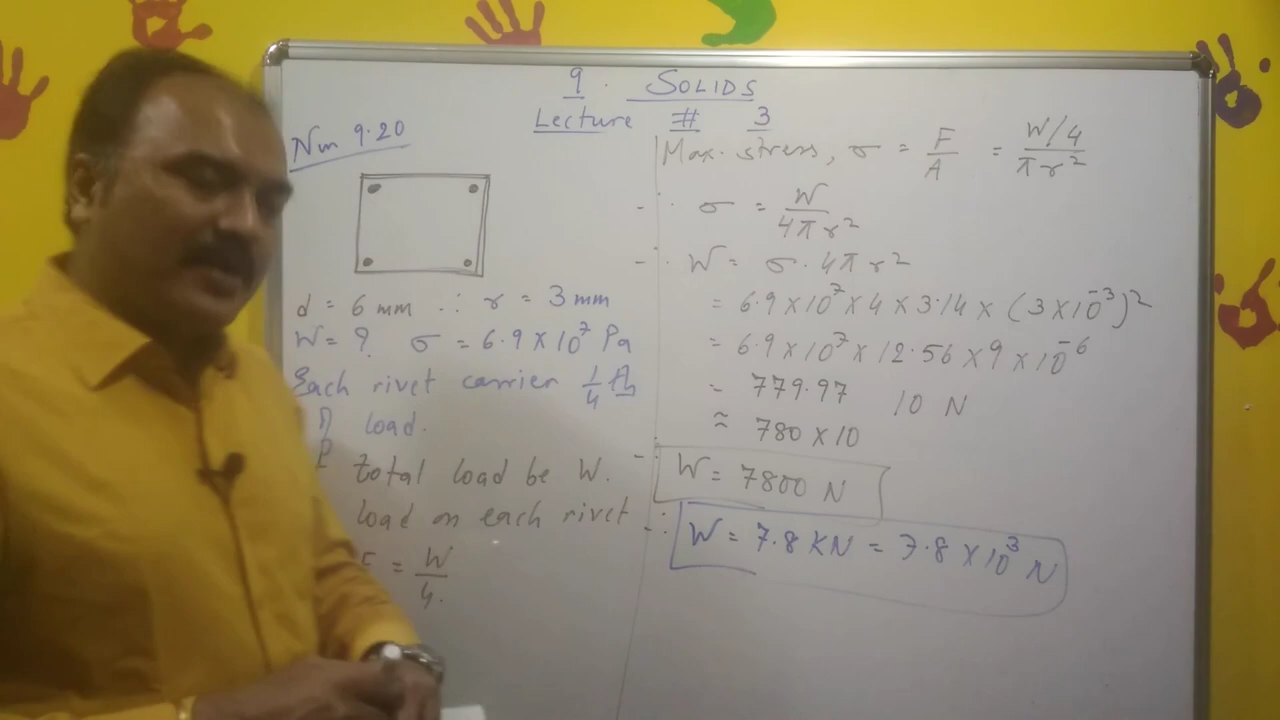 9. SOLIDS
Lecture # 3
Num 9.20
d = 6 mm ∴ r = 3 mm
W = ? σ = 6.9 × 10⁷ Pa
Each rivet carrier 1/4 th
load.
total load be W.
load on each rivet
= W/4.
Max. stress, σ = F/A = (W/4)/(πr²)
∴ σ = W/(4πr²)
∴ W = σ. 4πr²
= 6.9 × 10⁷ × 4 × 3.14 × (3 × 10⁻³)²
= 6.9 × 10⁷ × 12.56 × 9 × 10⁻⁶
= 779.97 10 N
≈ 780 × 10
∴ W = 7800 N
∴ W = 7.8 KN = 7.8 × 10³ N